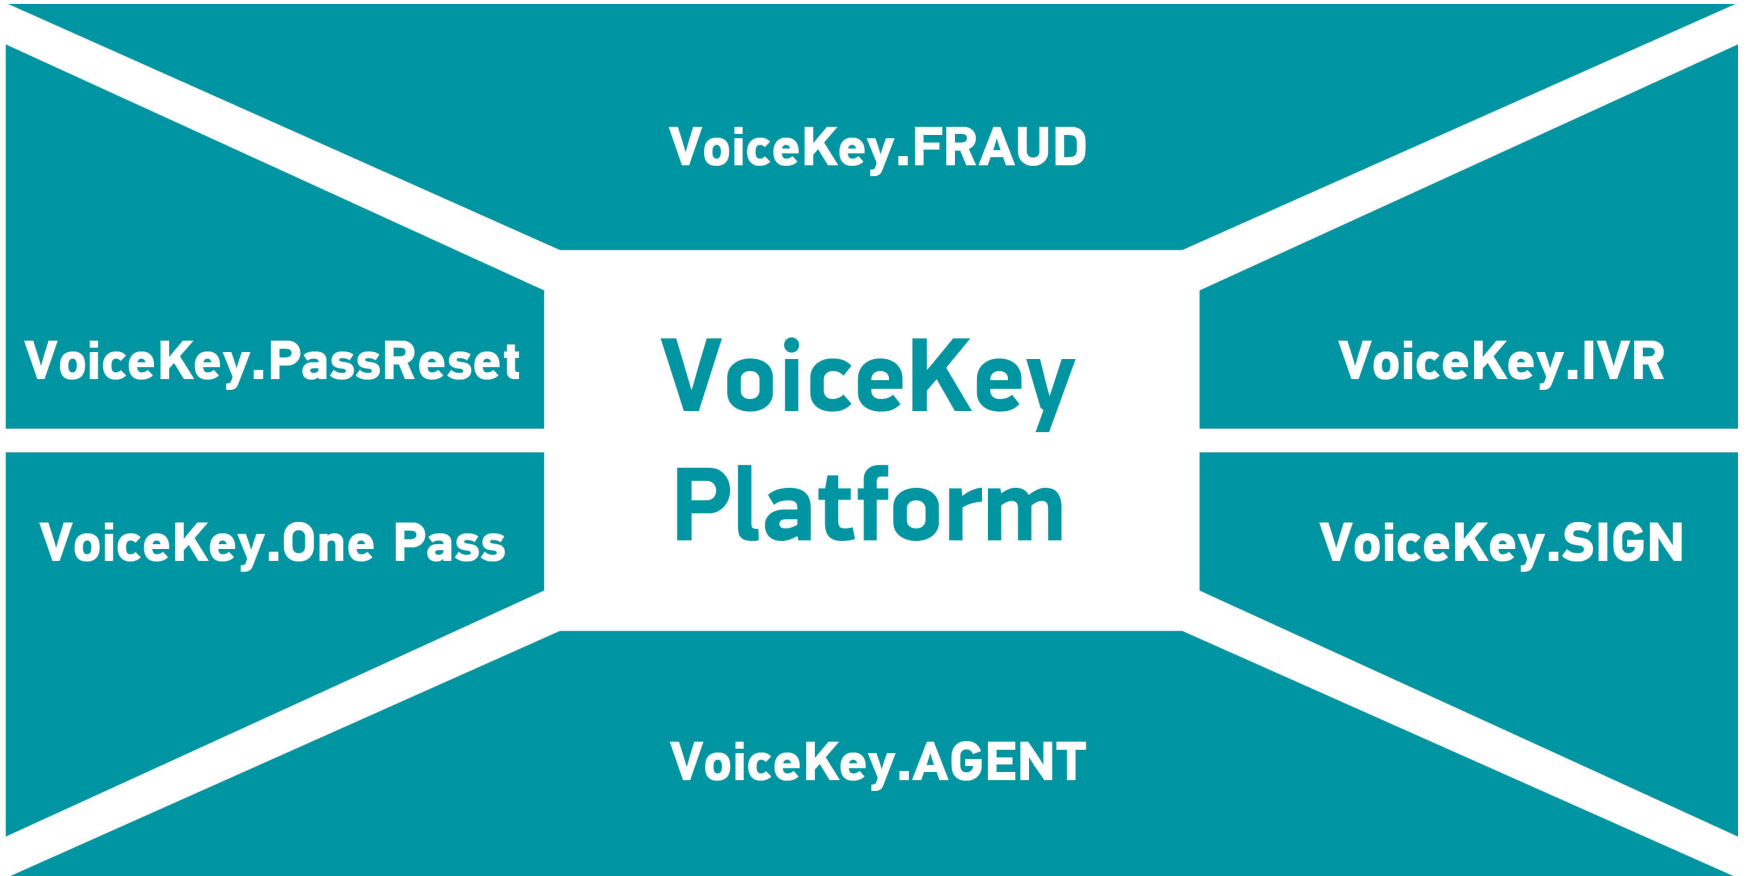 VoiceKey.FRAUD
VoiceKey.PassReset
VoiceKey
Platform
VoiceKey.IVR
VoiceKey.One Pass
VoiceKey.SIGN
VoiceKey.AGENT